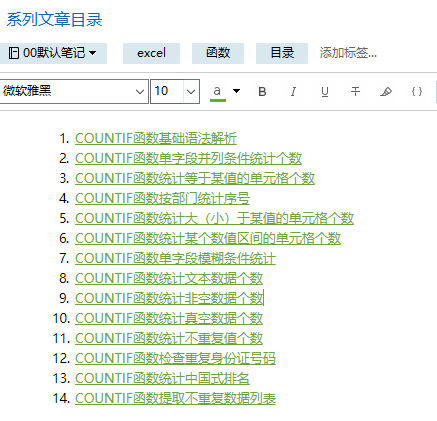 系列文章目录
00默认笔记 excel 函数 目录 添加标签...
微软雅黑 10 a B I U T { }
1. COUNTIF函数基础语法解析
2. COUNTIF函数单字段并列条件统计个数
3. COUNTIF函数统计等于某值的单元格个数
4. COUNTIF函数按部门统计序号
5. COUNTIF函数统计大（小）于某值的单元格个数
6. COUNTIF函数统计某个数值区间的单元格个数
7. COUNTIF函数单字段模糊条件统计
8. COUNTIF函数统计文本数据个数
9. COUNTIF函数统计非空数据个数
10. COUNTIF函数统计真空数据个数
11. COUNTIF函数统计不重复值个数
12. COUNTIF函数检查重复身份证号码
13. COUNTIF函数统计中国式排名
14. COUNTIF函数提取不重复数据列表